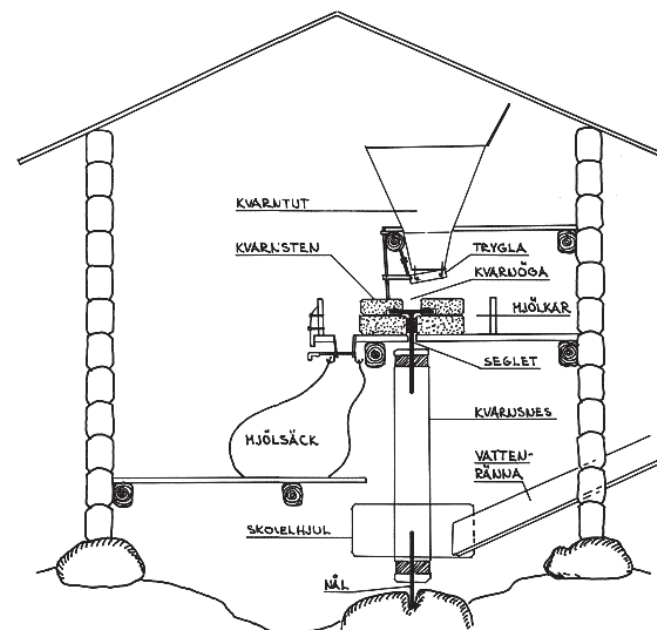 KVARNTUT
KVARNSTEN
TRYGLA
KVARNÖGA
MJÖLKAR
SEGLET
KVARNSNES
MJÖLSÄCK
VATTEN-
RÄNNA
SKOVELHJUL
NÅL